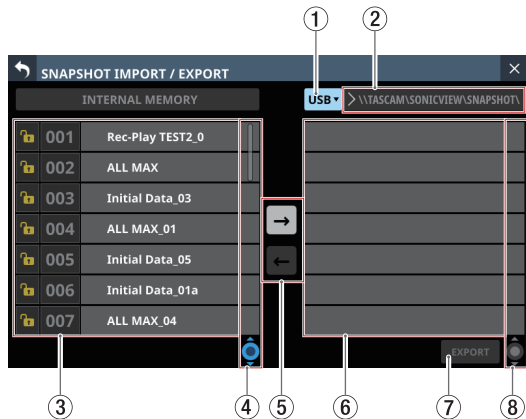 ① ②
SNAPSHOT IMPORT / EXPORT
INTERNAL MEMORY
USB
\\TASCAM\SONICVIEW\SNAPSHOT\
001 Rec-Play TEST2_0
002 ALL MAX
003 Initial Data_03
004 ALL MAX_01
005 Initial Data_05
006 Initial Data_01a
007 ALL MAX_04
EXPORT
③ ④ ⑤ ⑥ ⑦ ⑧